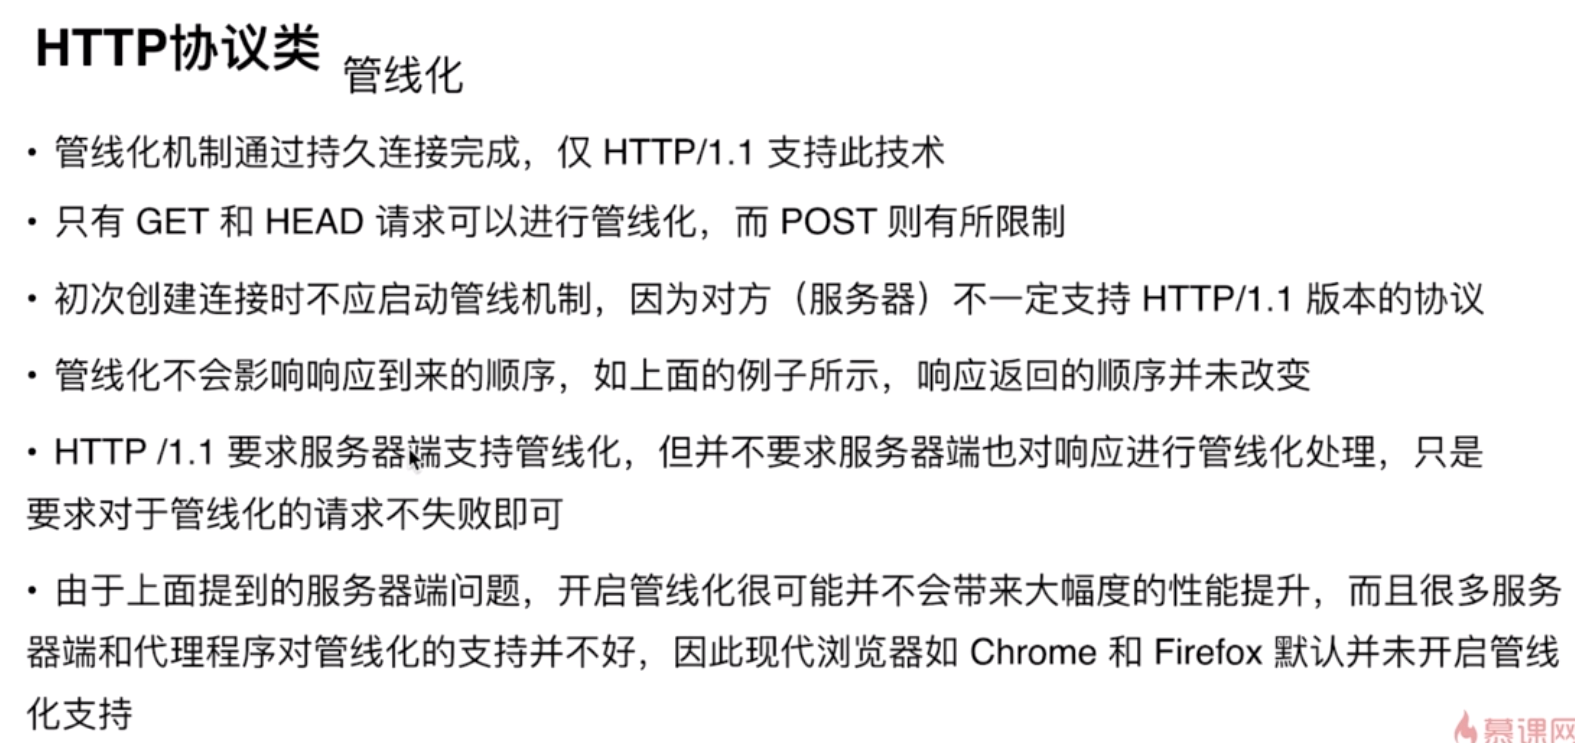 HTTP协议类 管线化
• 管线化机制通过持久连接完成，仅 HTTP/1.1 支持此技术
• 只有 GET 和 HEAD 请求可以进行管线化，而 POST 则有所限制
• 初次创建连接时不应启动管线机制，因为对方（服务器）不一定支持 HTTP/1.1 版本的协议
• 管线化不会影响响应到来的顺序，如上面的例子所示，响应返回的顺序并未改变
• HTTP /1.1 要求服务器端支持管线化，但并不要求服务器端也对响应进行管线化处理，只是
要求对于管线化的请求不失败即可
• 由于上面提到的服务器端问题，开启管线化很可能并不会带来大幅度的性能提升，而且很多服务
器端和代理程序对管线化的支持并不好，因此现代浏览器如 Chrome 和 Firefox 默认并未开启管线
化支持
慕课网